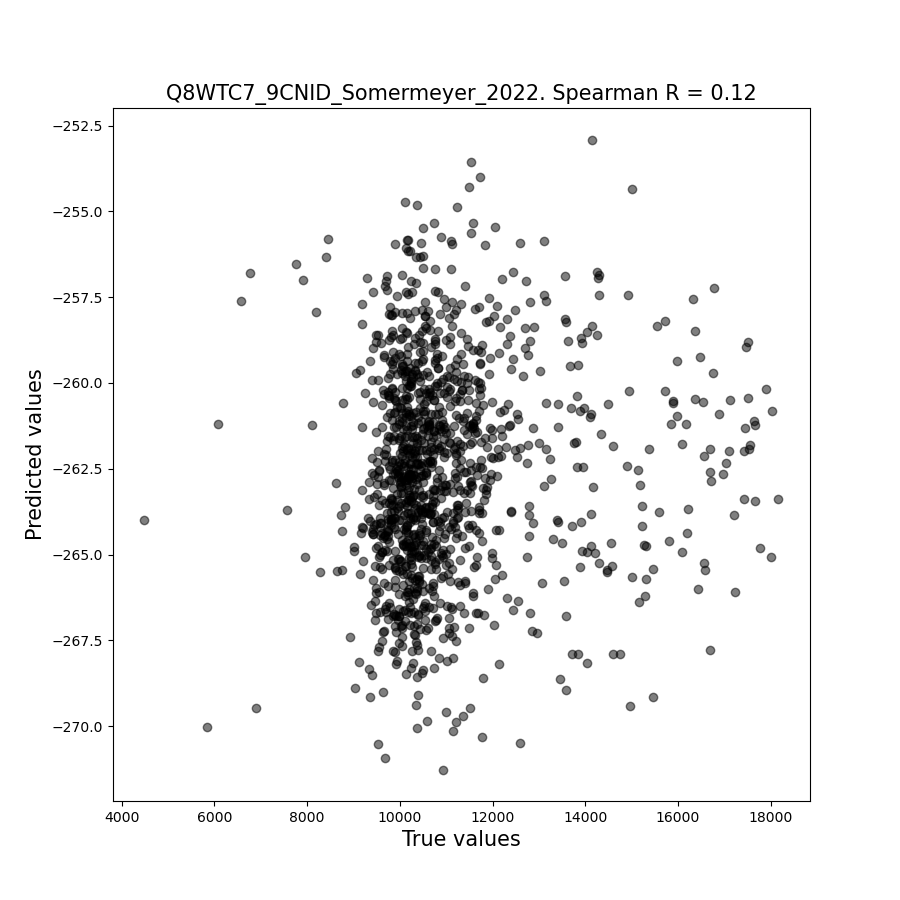 Q8WTC7_9CNID_Somermeyer_2022. Spearman R = 0.12
−252.5
−255.0
−257.5
−260.0
−262.5
−265.0
−267.5
−270.0
Predicted values
4000 6000 8000 10000 12000 14000 16000 18000
True values